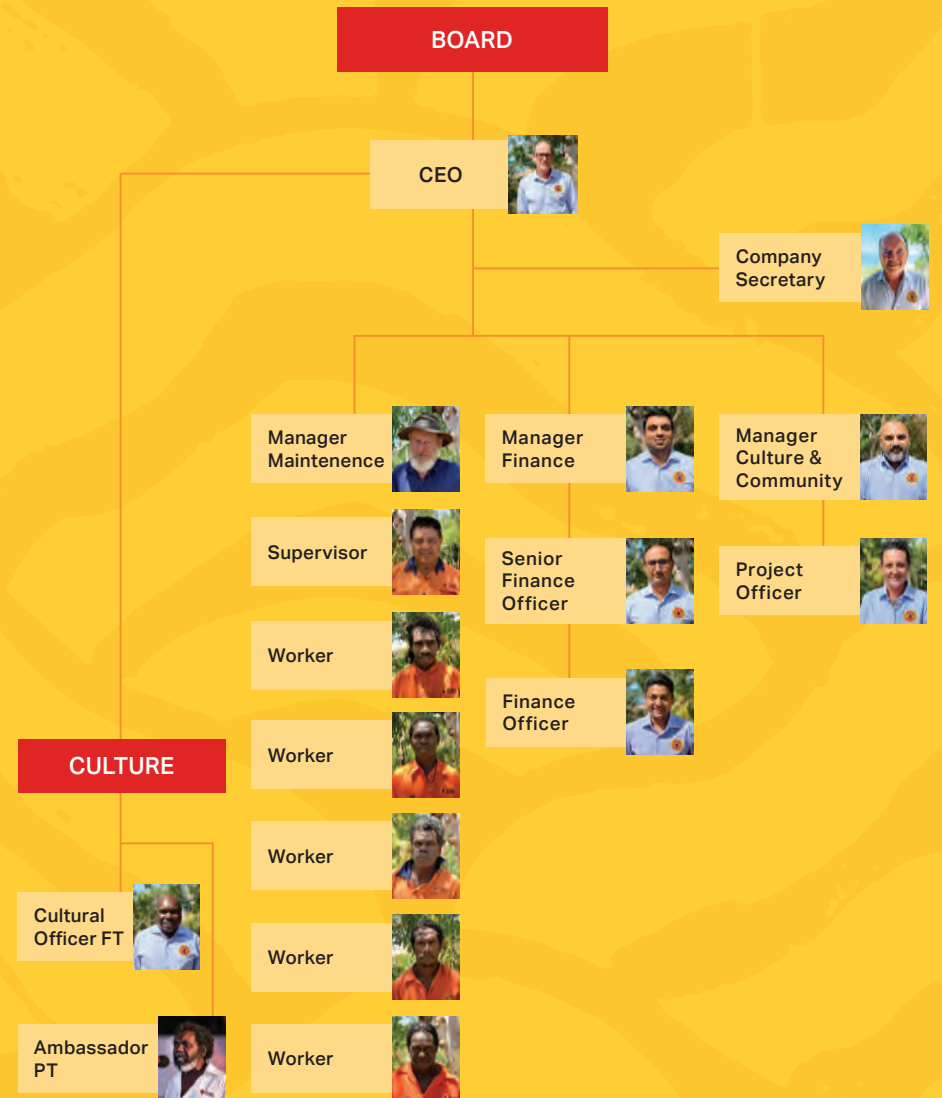 BOARD
CEO
Company
Secretary
Manager
Maintenence
Manager
Finance
Manager
Culture &
Community
Supervisor
Senior
Finance
Officer
Project
Officer
Worker
Finance
Officer
Worker
CULTURE
Worker
Cultural
Officer FT
Worker
Ambassador
PT
Worker